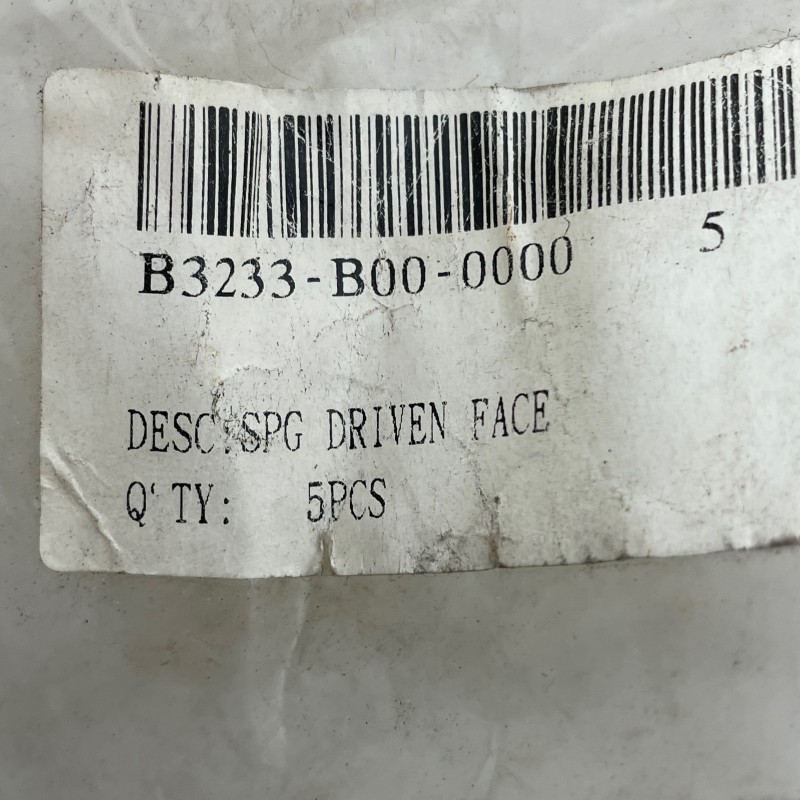 B3233-B00-0000 5
DESC:SPG DRIVEN FACE
Q'TY: 5PCS